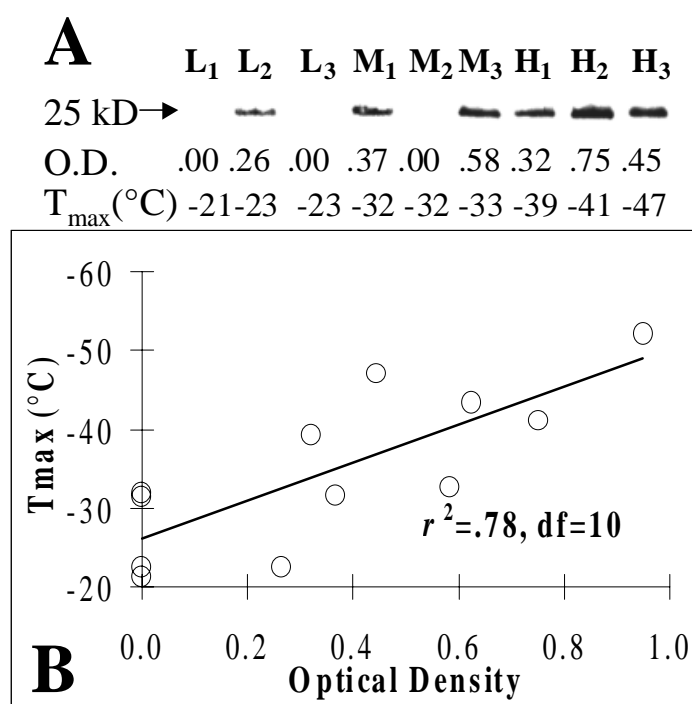 A
L₁ L₂ L₃ M₁ M₂ M₃ H₁ H₂ H₃
25 kD→
O.D. .00 .26 .00 .37 .00 .58 .32 .75 .45
Tmax(°C) -21 -23 -23 -32 -32 -33 -39 -41 -47
-60
-50
-40
-30
-20
Tmax (°C)
r²=.78, df=10
0.0 0.2 0.4 0.6 0.8 1.0
B Optical Density